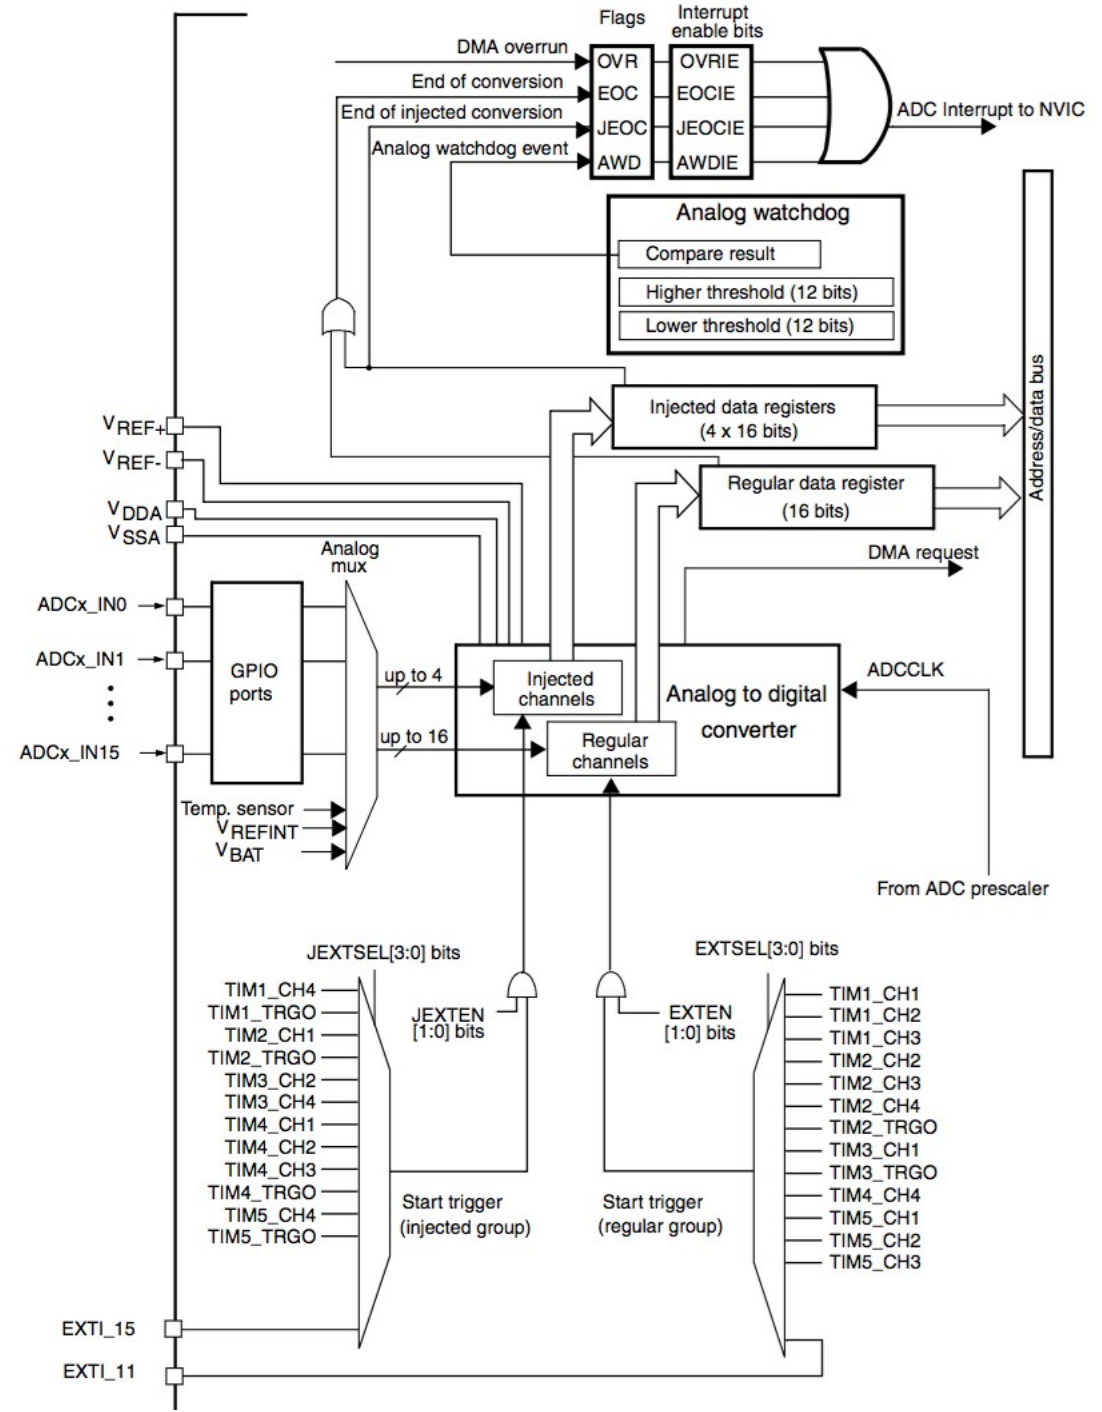 Flags
Interrupt
enable bits
DMA overrun
OVR
OVRIE
End of conversion
EOC
EOCIE
ADC Interrupt to NVIC
End of injected conversion
JEOC
JEOCIE
Analog watchdog event
AWD
AWDIE
Analog watchdog
Compare result
Higher threshold (12 bits)
Lower threshold (12 bits)
Address/data bus
Injected data registers
(4 x 16 bits)
VREF+
VREF-
VDDA
VSSA
Regular data register
(16 bits)
Analog
mux
DMA request
ADCx_IN0
ADCx_IN1
ADCx_IN15
GPIO
ports
up to 4
up to 16
Injected
channels
Regular
channels
Analog to digital
converter
ADCCLK
Temp. sensor
VREFINT
VBAT
From ADC prescaler
JEXTSEL[3:0] bits
EXTSEL[3:0] bits
TIM1_CH4
TIM1_TRGO
TIM2_CH1
TIM2_TRGO
TIM3_CH2
TIM3_CH4
TIM4_CH1
TIM4_CH2
TIM4_CH3
TIM4_TRGO
TIM5_CH4
TIM5_TRGO
JEXTEN
[1:0] bits
EXTEN
[1:0] bits
TIM1_CH1
TIM1_CH2
TIM1_CH3
TIM2_CH2
TIM2_CH3
TIM2_CH4
TIM2_TRGO
TIM3_CH1
TIM3_TRGO
TIM4_CH4
TIM5_CH1
TIM5_CH2
TIM5_CH3
Start trigger
(injected group)
Start trigger
(regular group)
EXTI_15
EXTI_11